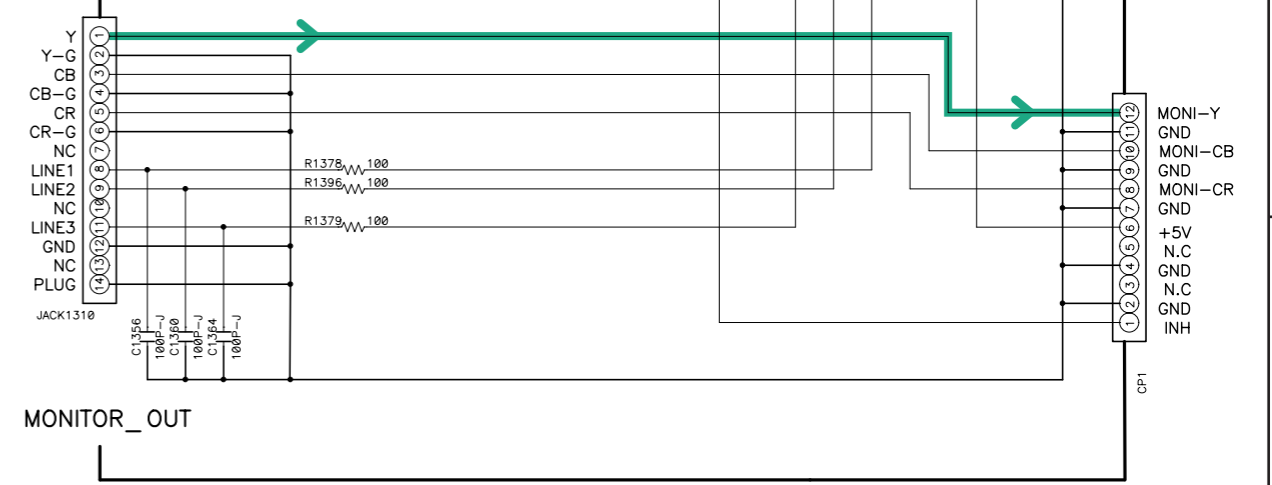 Y 1
Y-G 2
CB 3
CB-G 4
CR 5
CR-G 6
NC 7
LINE1 8
LINE2 9
NC 10
LINE3 11
GND 12
NC 13
PLUG 14
JACK1310
R1378 100
R1396 100
R1379 100
C1356 100P-J
C1360 100P-J
C1364 100P-J
12 MONI-Y
11 GND
10 MONI-CB
9 GND
8 MONI-CR
7 GND
6 +5V
5 N.C
4 GND
3 N.C
2 GND
1 INH
CP1
MONITOR_OUT